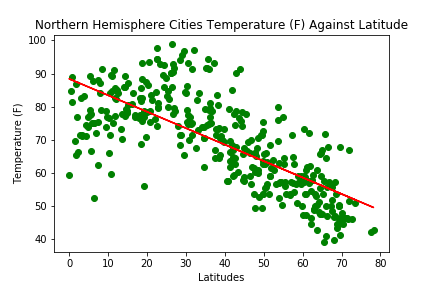 Northern Hemisphere Cities Temperature (F) Against Latitude
100
90
80
70
60
50
40
Temperature (F)
0 10 20 30 40 50 60 70 80
Latitudes